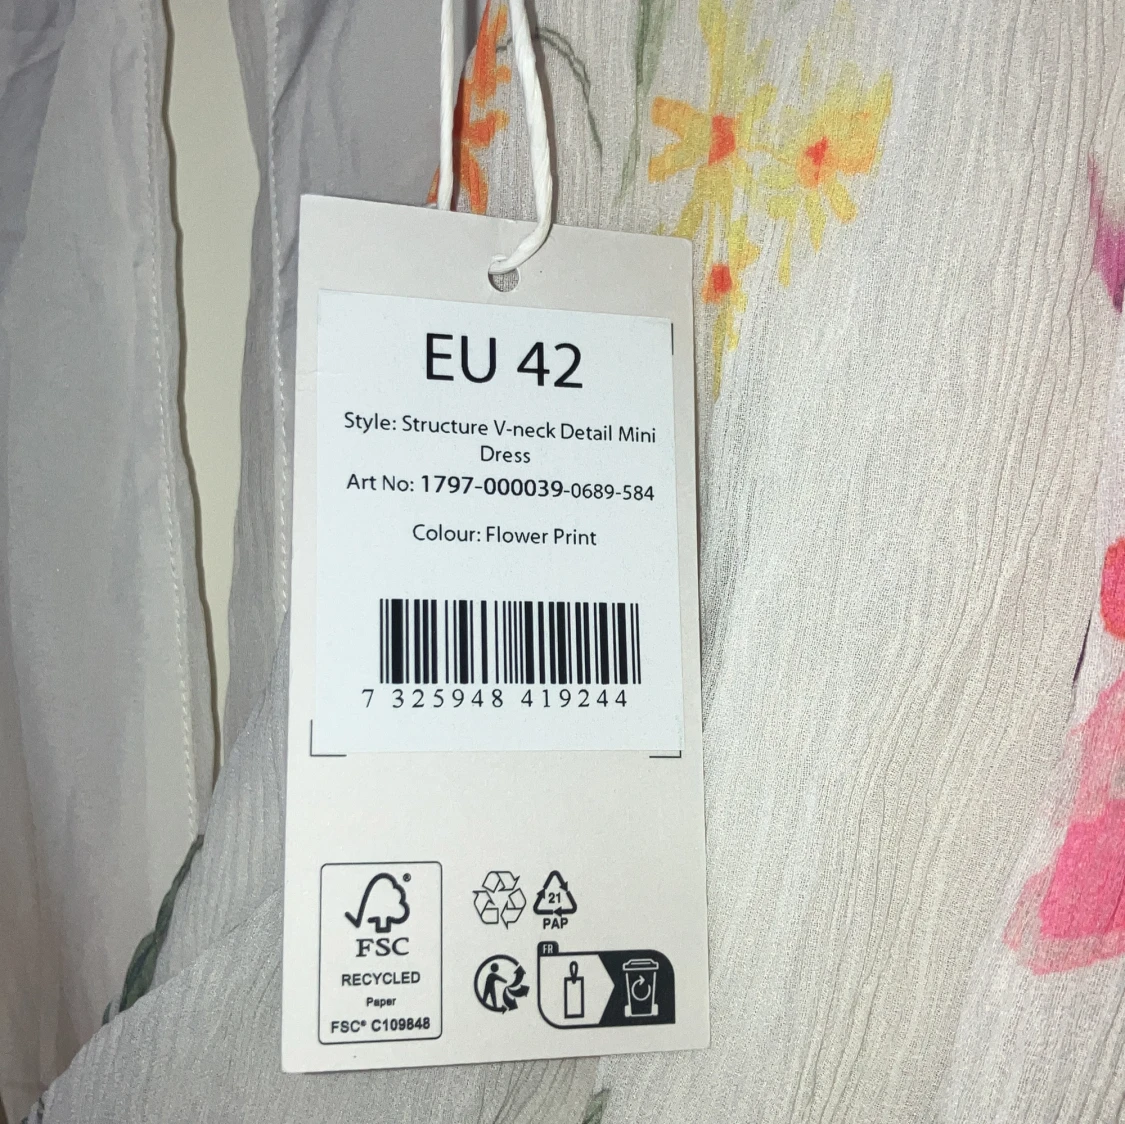 EU 42
Style: Structure V-neck Detail Mini
Dress
Art No: 1797-000039-0689-584
Colour: Flower Print
7 325948 419244
®
FSC
RECYCLED
Paper
FSC® C109848
21
PAP
FR